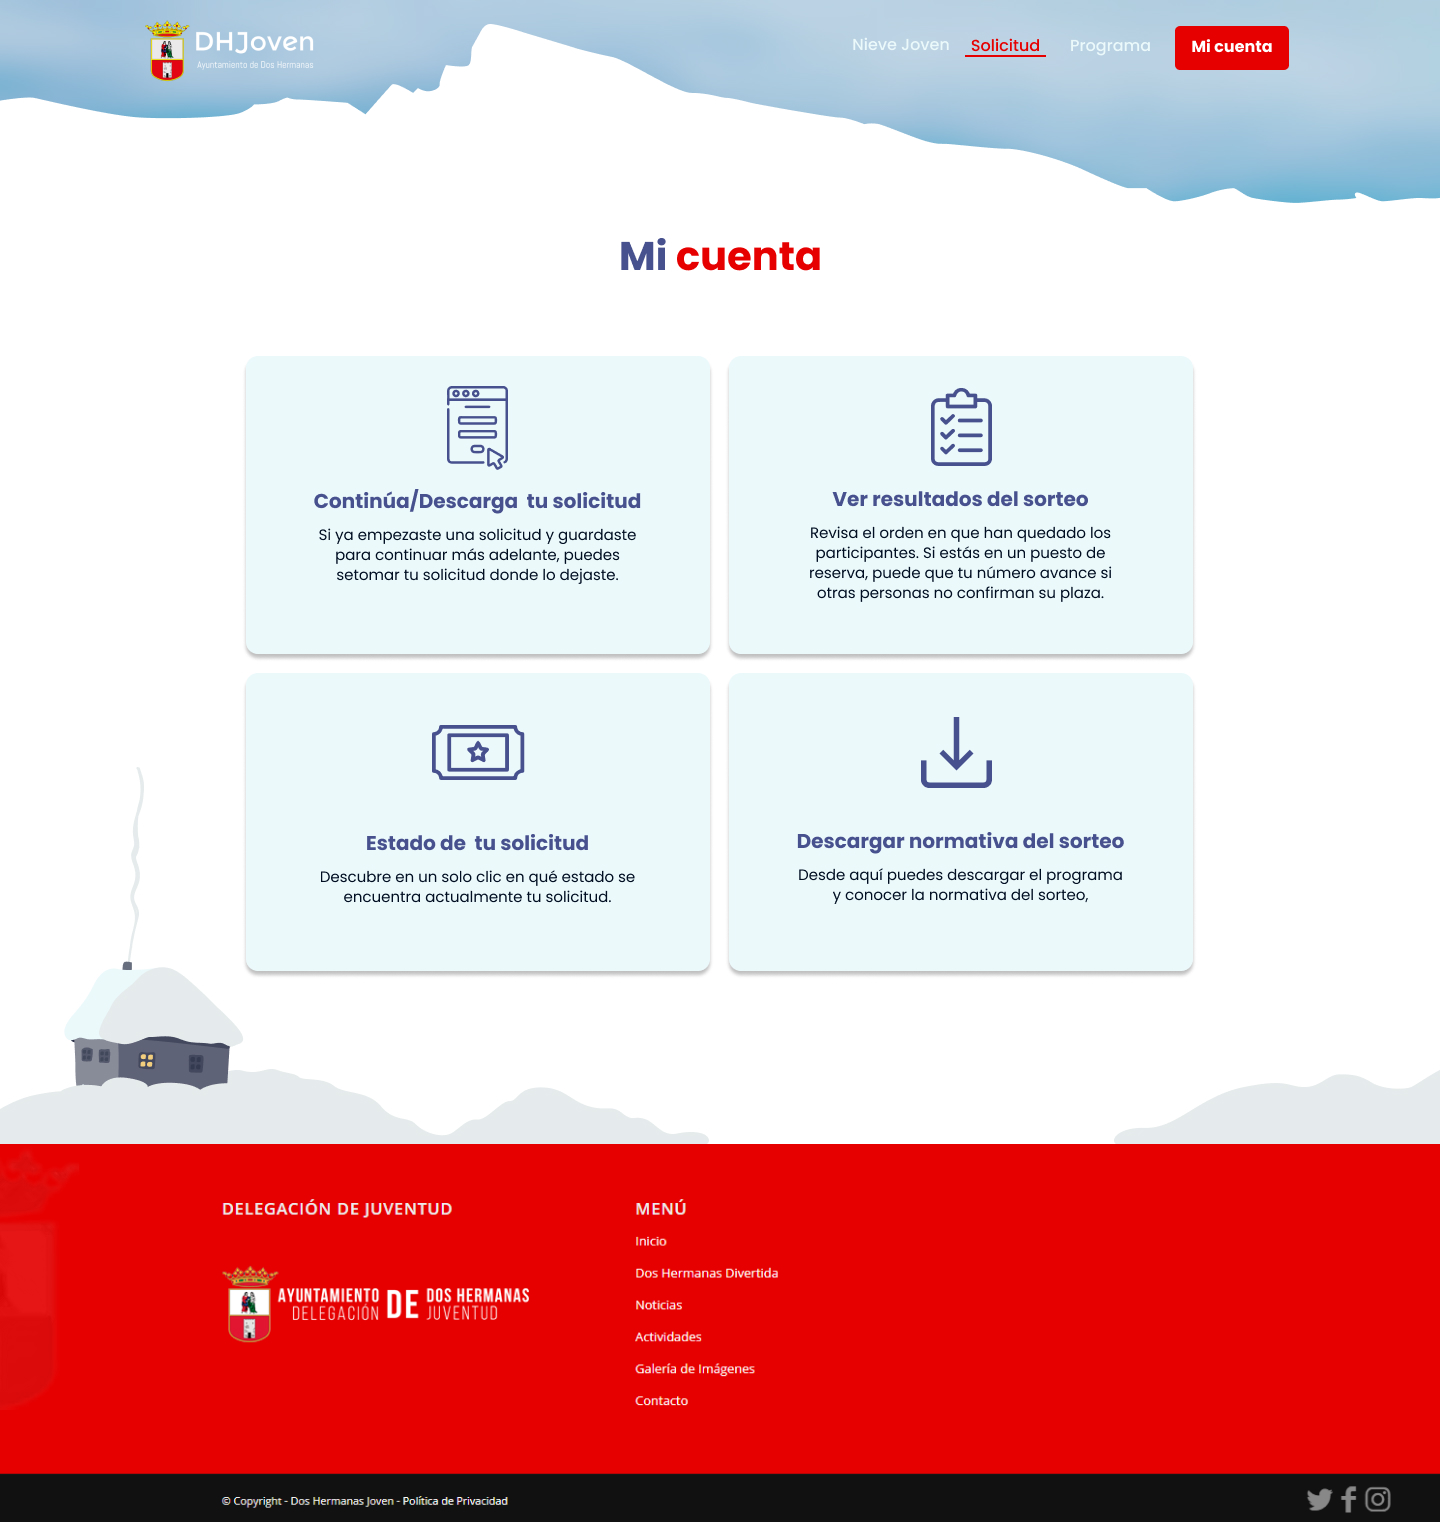 DHJoven
Ayuntamiento de Dos Hermanas
Nieve Joven
Solicitud
Programa
Mi cuenta
Mi cuenta
Continúa/Descarga tu solicitud
Si ya empezaste una solicitud y guardaste
para continuar más adelante, puedes
setomar tu solicitud donde lo dejaste.
Ver resultados del sorteo
Revisa el orden en que han quedado los
participantes. Si estás en un puesto de
reserva, puede que tu número avance si
otras personas no confirman su plaza.
Estado de tu solicitud
Descubre en un solo clic en qué estado se
encuentra actualmente tu solicitud.
Descargar normativa del sorteo
Desde aquí puedes descargar el programa
y conocer la normativa del sorteo,
DELEGACIÓN DE JUVENTUD
AYUNTAMIENTO DE DOS HERMANAS
DELEGACIÓN JUVENTUD
MENÚ
Inicio
Dos Hermanas Divertida
Noticias
Actividades
Galería de Imágenes
Contacto
© Copyright - Dos Hermanas Joven - Política de Privacidad